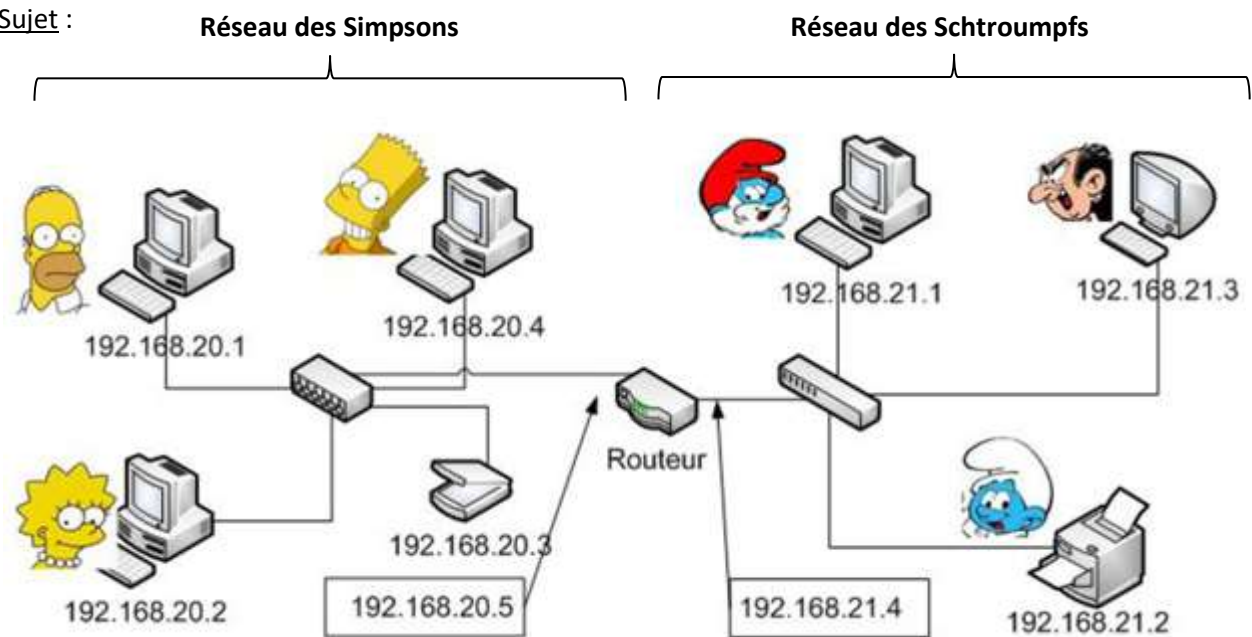 Sujet :
Réseau des Simpsons
Réseau des Schtroumpfs
192.168.20.1
192.168.20.4
192.168.21.1
192.168.21.3
Routeur
192.168.20.3
192.168.20.2
192.168.20.5
192.168.21.4
192.168.21.2